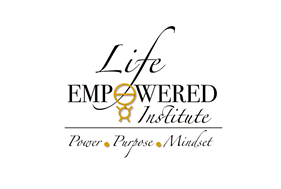 Life
EMPOWERED
Institute
Power • Purpose • Mindset